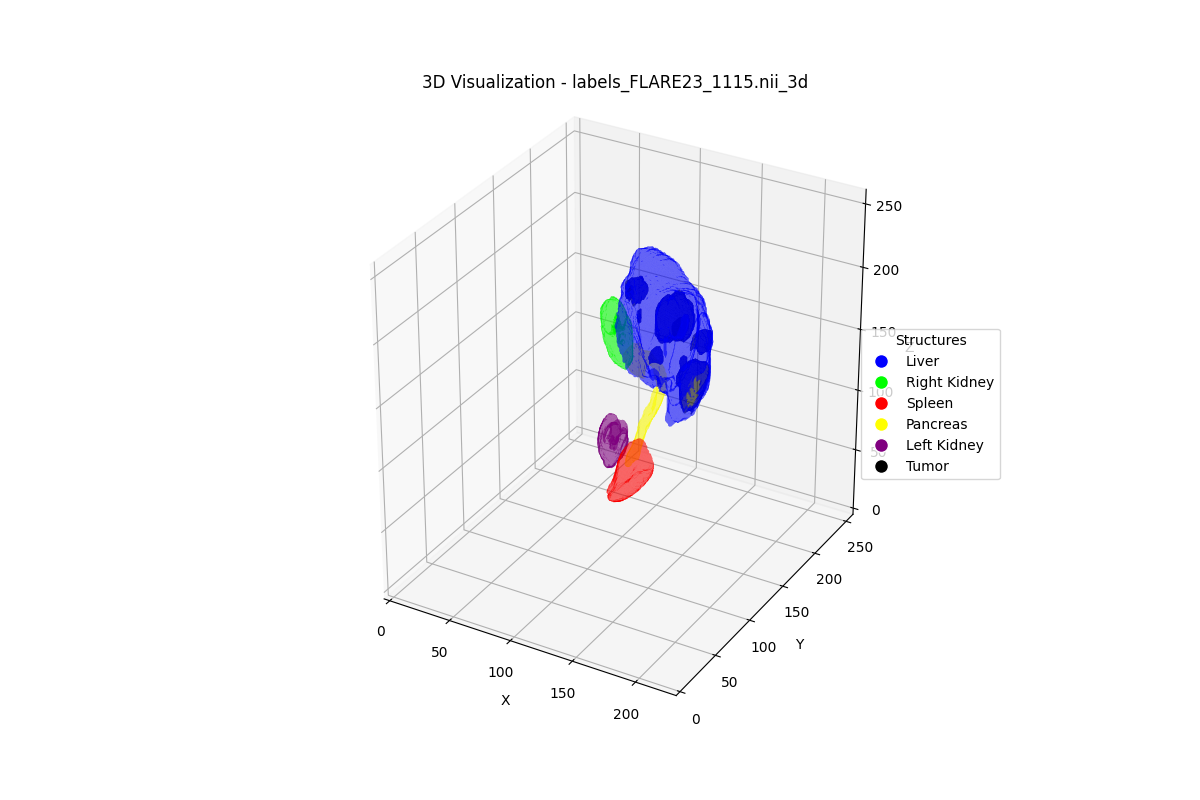 3D Visualization - labels_FLARE23_1115.nii_3d
250
200
150
Z
100
50
0
Structures
Liver
Right Kidney
Spleen
Pancreas
Left Kidney
Tumor
250
200
150
100
50
0
Y
0
50
100
150
200
X